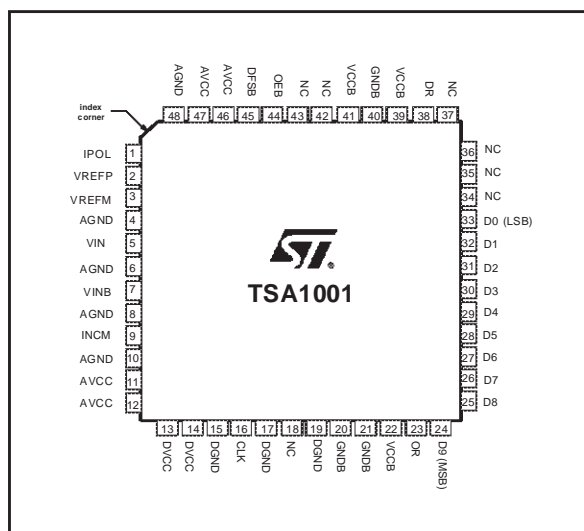 AGND AVCC AVCC DFSB OEB NC NC VCCB GNDB VCCB DR NC
index
corner
48 47 46 45 44 43 42 41 40 39 38 37
IPOL 1
VREFP 2
VREFM 3
AGND 4
VIN 5
AGND 6
VINB 7
AGND 8
INCM 9
AGND 10
AVCC 11
AVCC 12
ST
TSA1001
36 NC
35 NC
34 NC
33 D0 (LSB)
32 D1
31 D2
30 D3
29 D4
28 D5
27 D6
26 D7
25 D8
13 14 15 16 17 18 19 20 21 22 23 24
DVCC DVCC DGND CLK DGND NC DGND GNDB GNDB VCCB OR D9 (MSB)